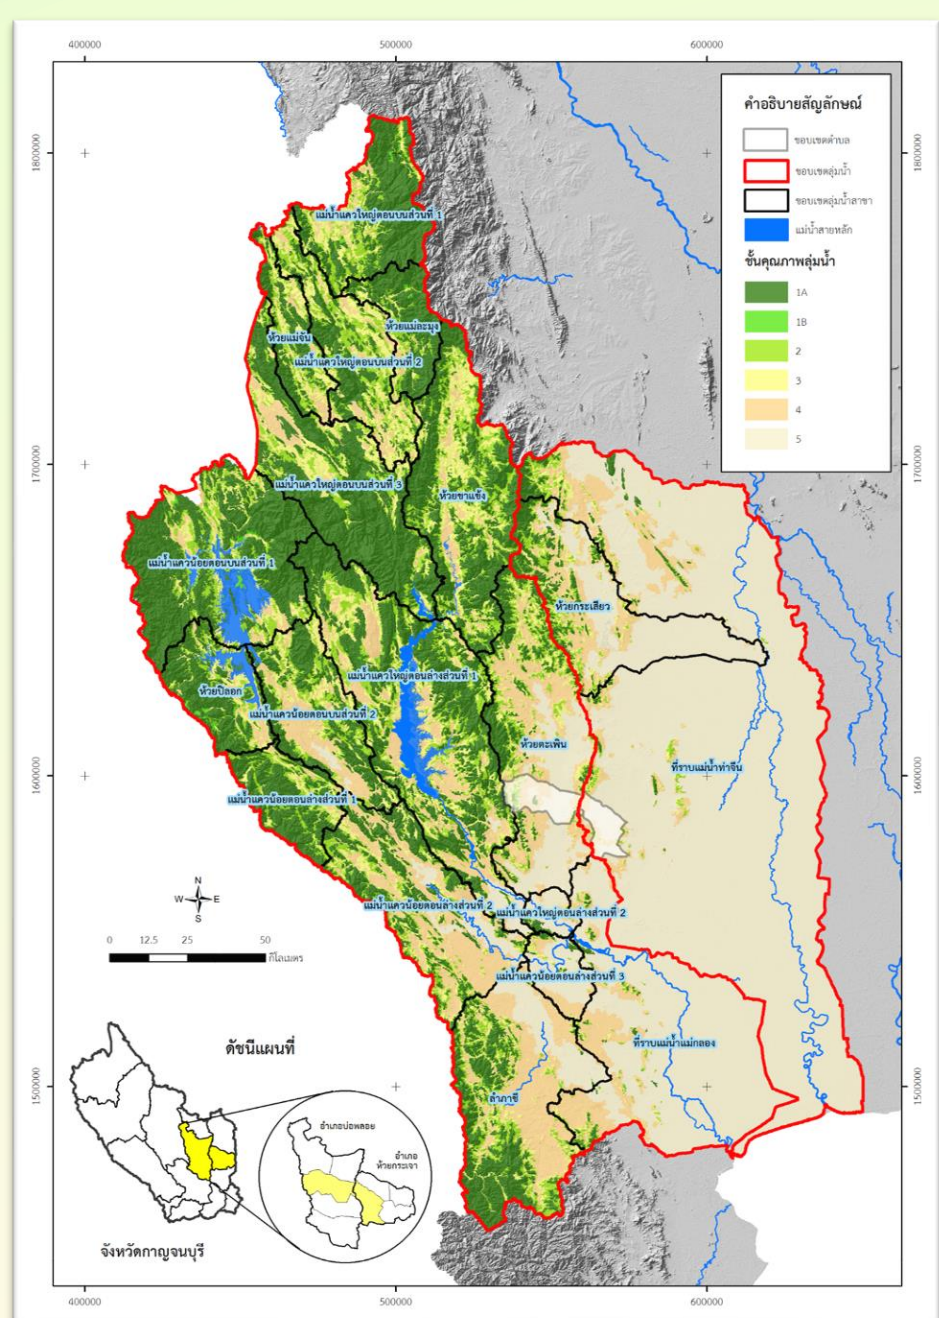 400000
500000
600000
คำอธิบายสัญลักษณ์
ขอบเขตตำบล
ขอบเขตลุ่มน้ำ
ขอบเขตลุ่มน้ำสาขา
แม่น้ำสายหลัก
ชั้นคุณภาพลุ่มน้ำ
1A
1B
2
3
4
5
1800000
1800000
แม่น้ำแควใหญ่ตอนบนส่วนที่ 1
ห้วยแม่ละมุง
ห้วยแม่จัน
แม่น้ำแควใหญ่ตอนบนส่วนที่ 2
1700000
1700000
แม่น้ำแควใหญ่ตอนบนส่วนที่ 3
ห้วยขาแข้ง
แม่น้ำแควน้อยตอนบนส่วนที่ 1
ห้วยกระเสียว
แม่น้ำแควใหญ่ตอนล่างส่วนที่ 1
ห้วยปิลอก
แม่น้ำแควน้อยตอนบนส่วนที่ 2
ห้วยตะเพิน
ที่ราบแม่น้ำท่าจีน
1600000
1600000
แม่น้ำแควน้อยตอนล่างส่วนที่ 1
แม่น้ำแควน้อยตอนล่างส่วนที่ 2
แม่น้ำแควใหญ่ตอนล่างส่วนที่ 2
N
W E
S
0 12.5 25 50
กิโลเมตร
แม่น้ำแควน้อยตอนล่างส่วนที่ 3
ดัชนีแผนที่
ที่ราบแม่น้ำแม่กลอง
1500000
1500000
ลำภาชี
อำเภอบ่อพลอย
อำเภอ
ห้วยกระเจา
จังหวัดกาญจนบุรี
400000
500000
600000